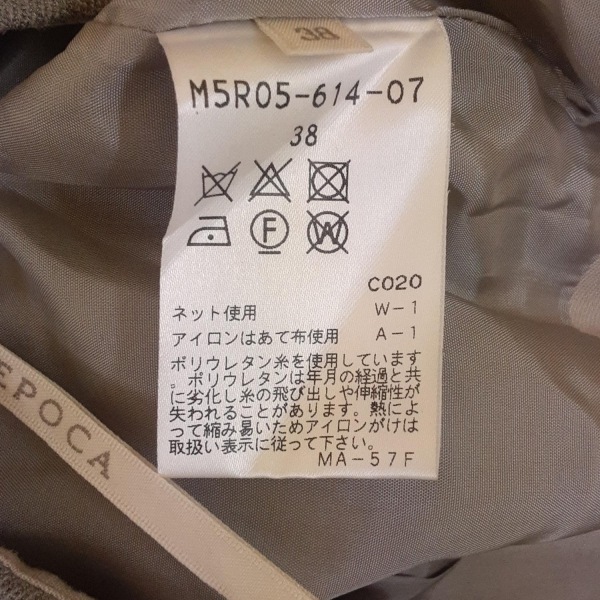 38
M5R05-614-07
38
F
W
C020
ネット使用 W-1
アイロンはあて布使用 A-1
ポリウレタン糸を使用しています
。ポリウレタンは年月の経過と共
に劣化し糸の飛び出しや伸縮性が
失われることがあります。熱によ
って縮み易いためアイロンがけは
取扱い表示に従って下さい。
MA-57F
EPOCA